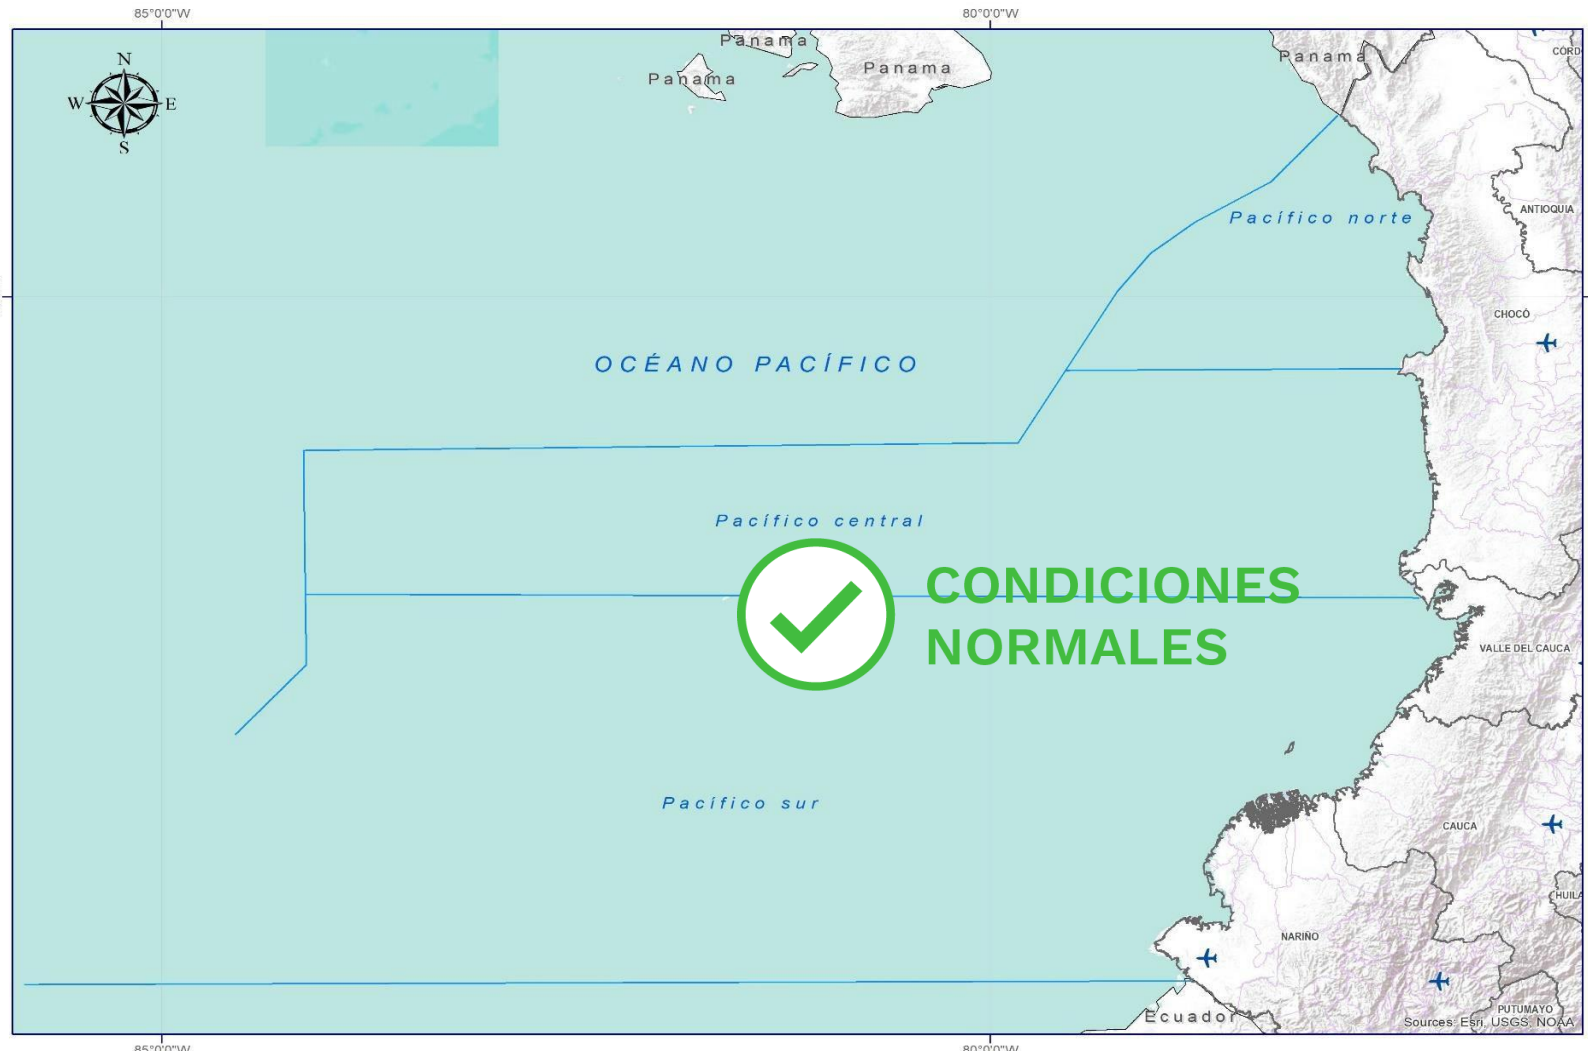 85°0'0"W 80°0'0"W
N
W E
S
Panama
Panama
Panama
Panama
CÓRD
ANTIOQUIA
Pacífico norte
CHOCÓ
OCÉANO PACÍFICO
Pacífico central
CONDICIONES
NORMALES
VALLE DEL CAUCA
Pacífico sur
CAUCA
HUILA
NARIÑO
PUTUMAYO
Ecuador
Sources: Esri, USGS, NOAA
85°0'0"W 80°0'0"W